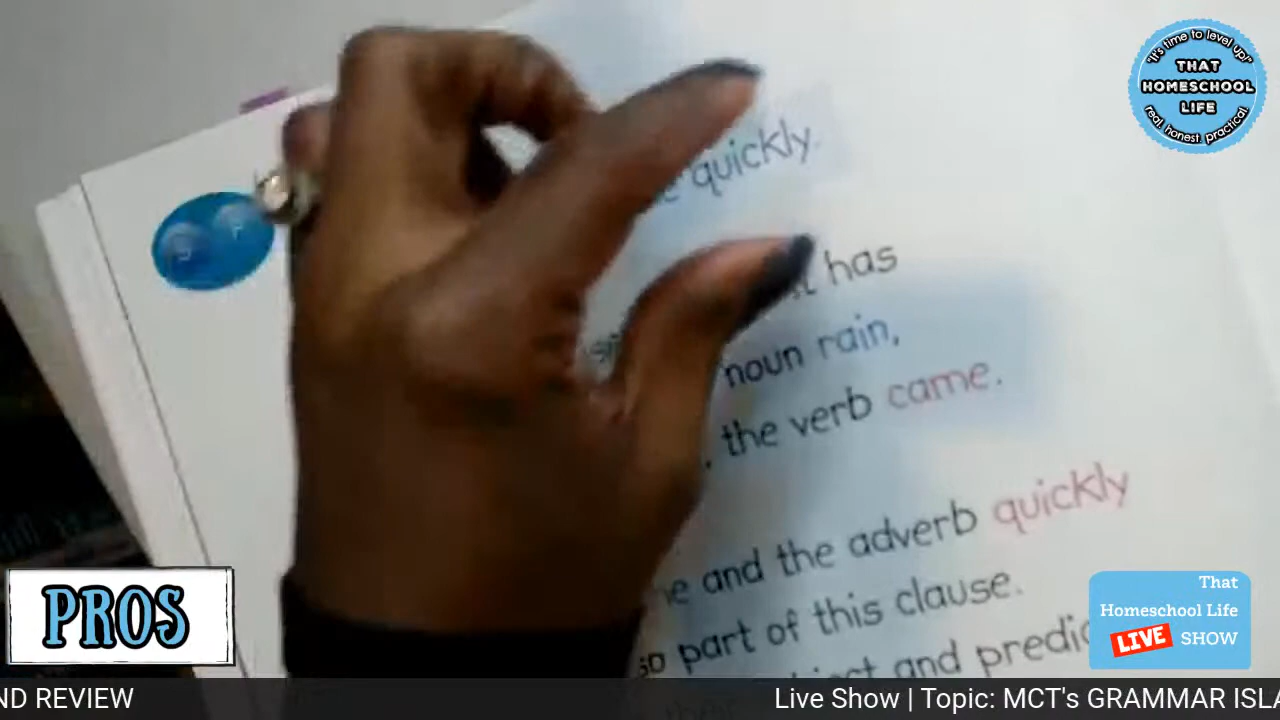 "It's time to level up!"
THAT
HOMESCHOOL
LIFE
real. honest. practical.
quickly.
has
noun rain,
, the verb came.
and the adverb quickly
part of this clause.
and
PROS
That
Homeschool Life
LIVE SHOW
ND REVIEW
Live Show | Topic: MCT's GRAMMAR ISLA